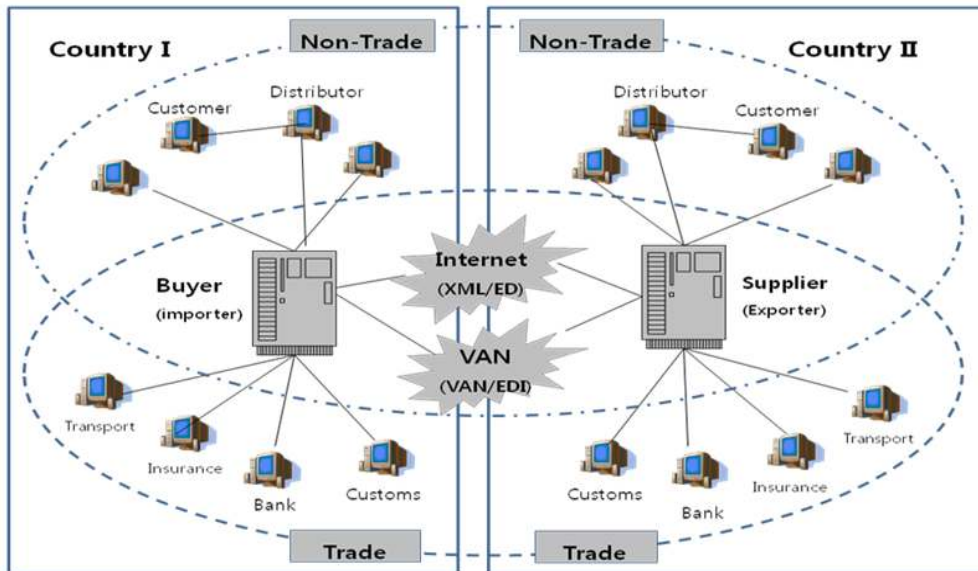 Non-Trade
Non-Trade
Country Ⅰ
Country Ⅱ
Customer
Distributor
Distributor
Customer
Internet
(XML/ED)
Buyer
(importer)
Supplier
(Exporter)
VAN
(VAN/EDI)
Transport
Insurance
Bank
Customs
Customs
Bank
Insurance
Transport
Trade
Trade